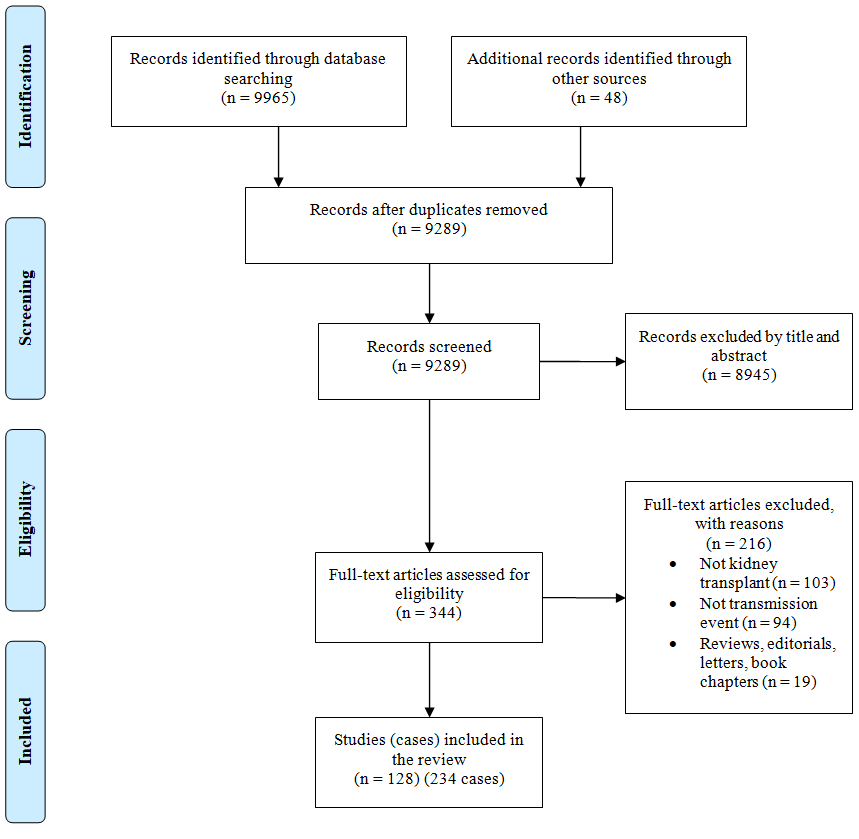 Identification
Records identified through database
searching
(n = 9965)
Additional records identified through
other sources
(n = 48)
Records after duplicates removed
(n = 9289)
Screening
Records screened
(n = 9289)
Records excluded by title and
abstract
(n = 8945)
Eligibility
Full-text articles assessed for
eligibility
(n = 344)
Full-text articles excluded,
with reasons
(n = 216)
• Not kidney
transplant (n = 103)
• Not transmission
event (n = 94)
• Reviews, editorials,
letters, book
chapters (n = 19)
Included
Studies (cases) included in
the review
(n = 128) (234 cases)